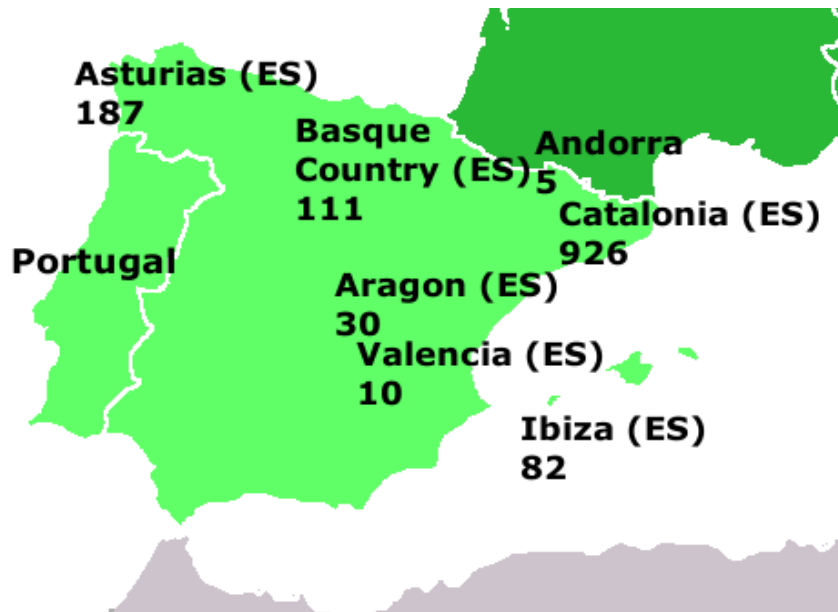 Asturias (ES)
187
Basque
Country (ES)
111
Andorra
5
Catalonia (ES)
926
Portugal
Aragon (ES)
30
Valencia (ES)
10
Ibiza (ES)
82